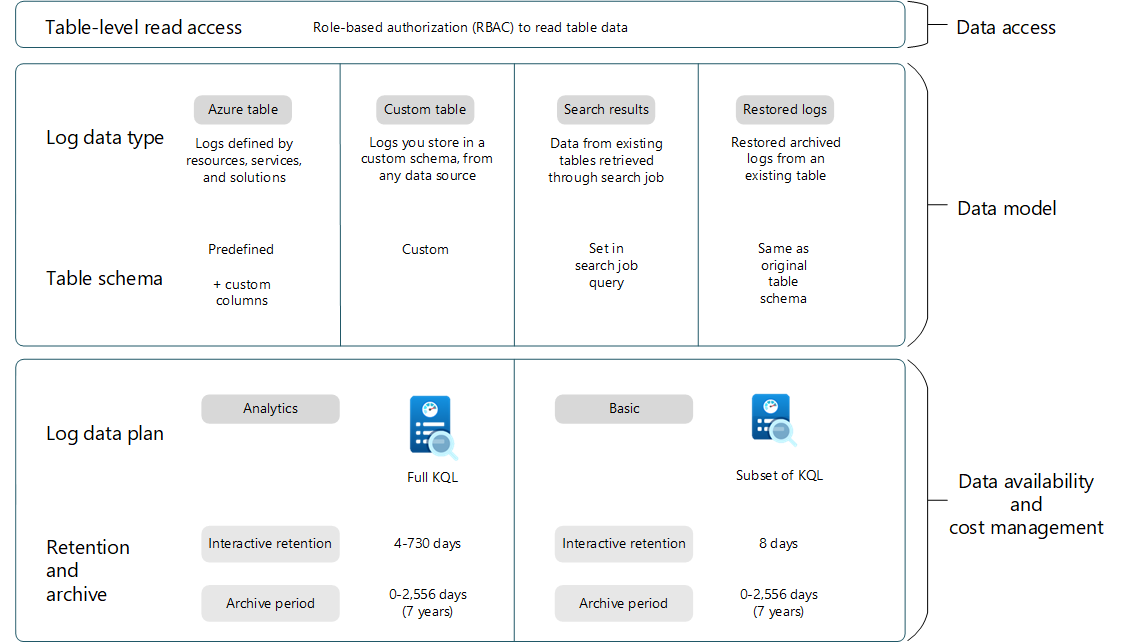 Table-level read access
Role-based authorization (RBAC) to read table data
Data access
Log data type
Azure table
Logs defined by
resources, services,
and solutions
Custom table
Logs you store in a
custom schema, from
any data source
Search results
Data from existing
tables retrieved
through search job
Restored logs
Restored archived
logs from an
existing table
Data model
Table schema
Predefined
+ custom
columns
Custom
Set in
search job
query
Same as
original
table
schema
Log data plan
Analytics
Full KQL
Basic
Subset of KQL
Data availability
and
cost management
Retention
and
archive
Interactive retention
4-730 days
Interactive retention
8 days
Archive period
0-2,556 days
(7 years)
Archive period
0-2,556 days
(7 years)